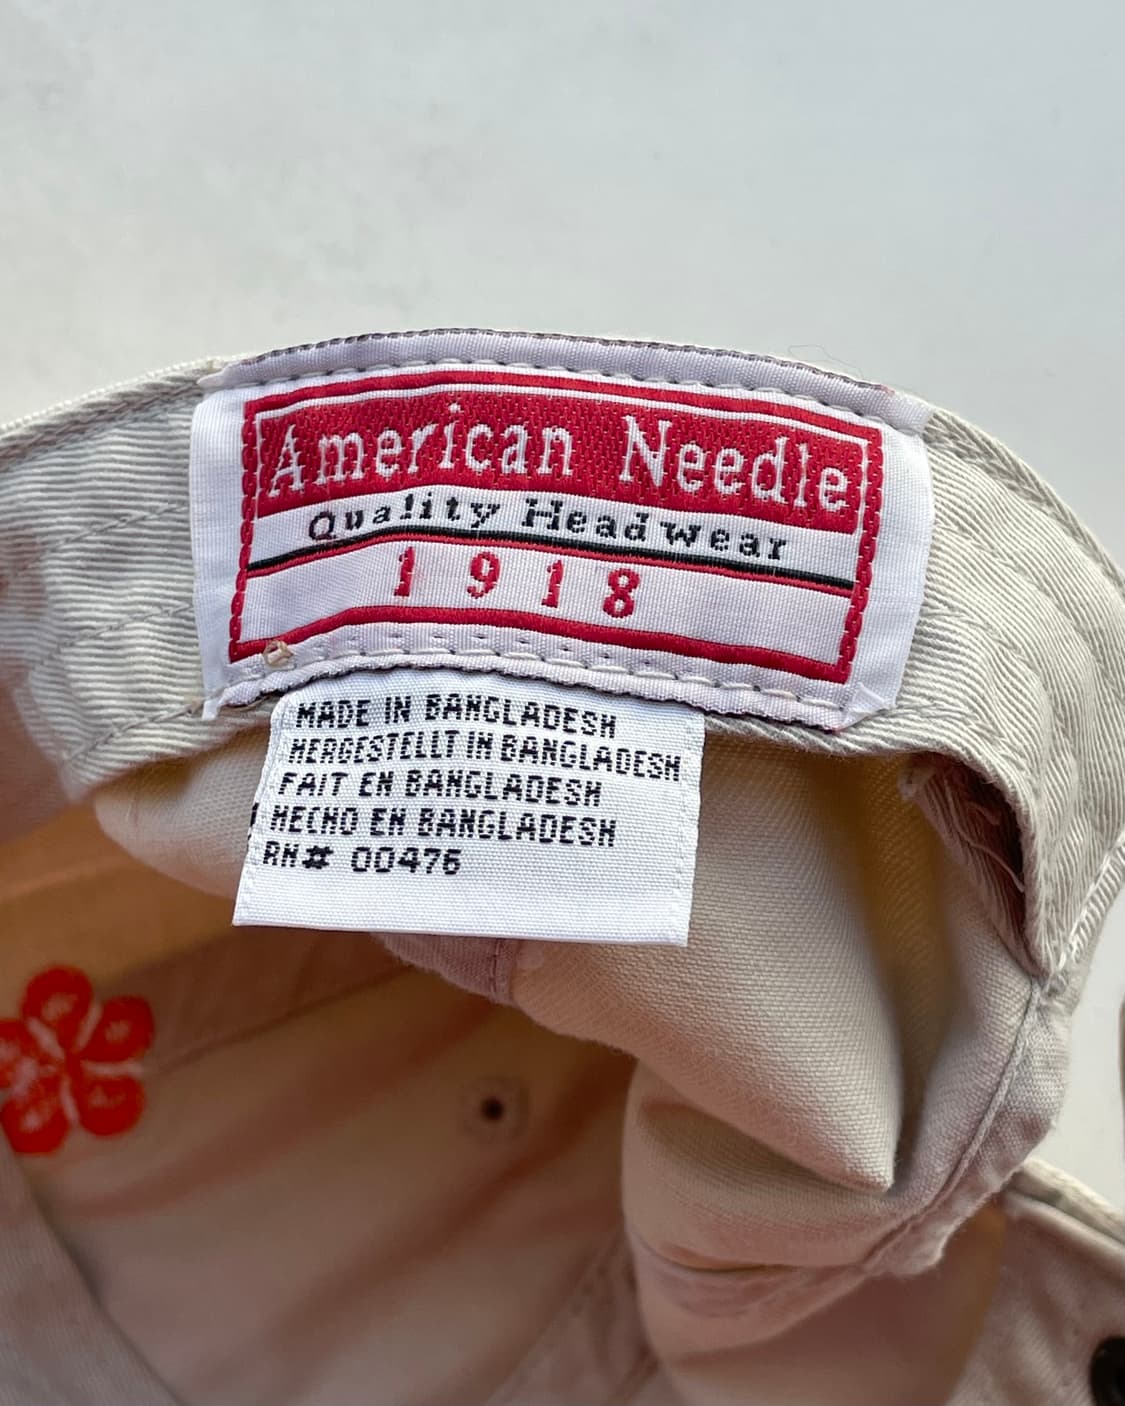 American Needle
Quality Headwear
1918
MADE IN BANGLADESH
HERGESTELLT IN BANGLADESH
FAIT EN BANGLADESH
HECHO EN BANGLADESH
RN# 00476